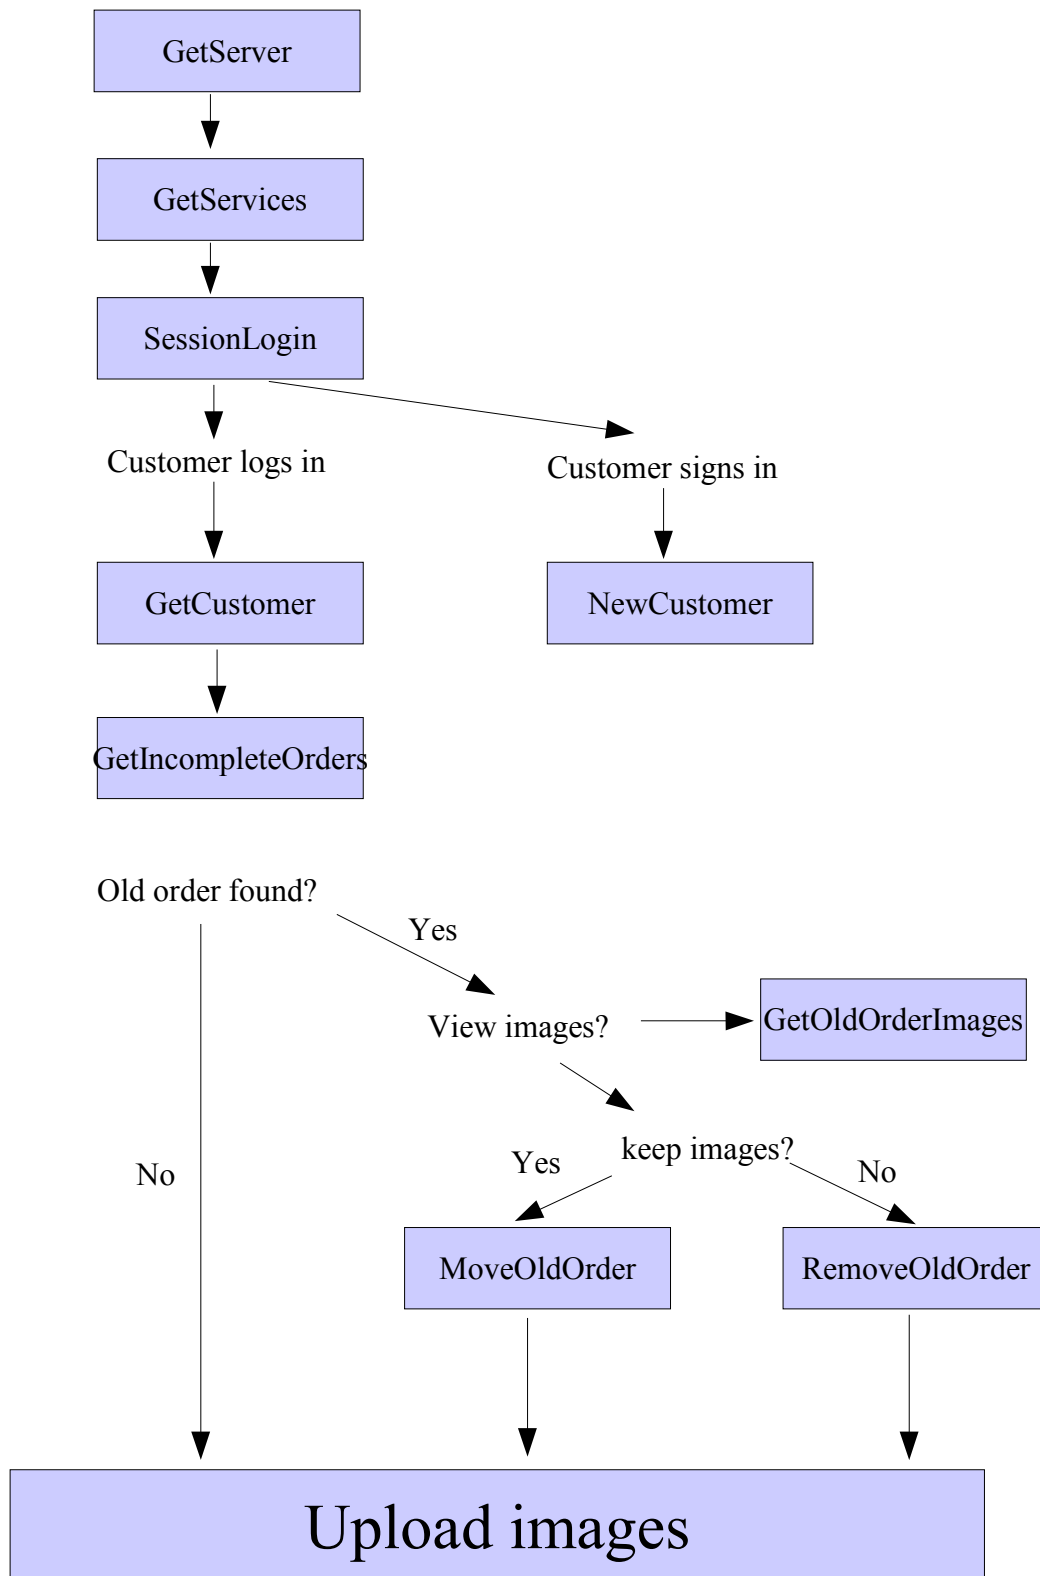 GetServer
GetServices
SessionLogin
Customer logs in
Customer signs in
GetCustomer
NewCustomer
GetIncompleteOrders
Old order found?
Yes
View images?
GetOldOrderImages
keep images?
Yes
No
No
MoveOldOrder
RemoveOldOrder
Upload images